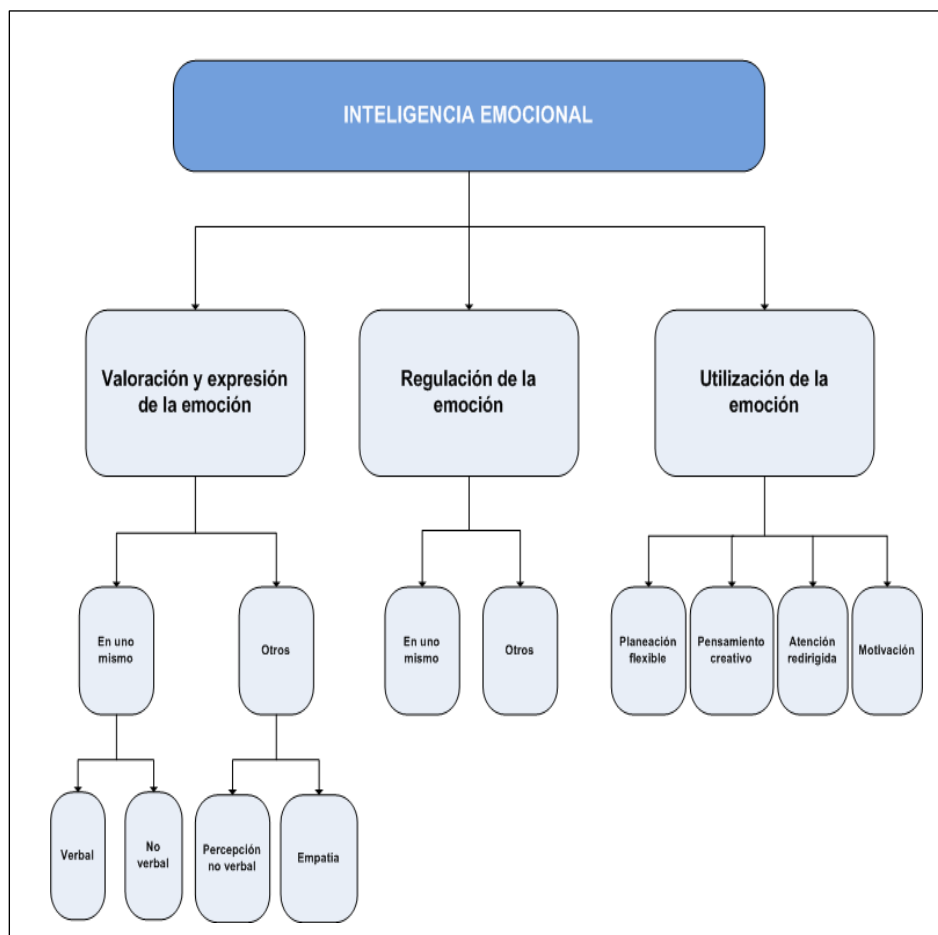 INTELIGENCIA EMOCIONAL
Valoración y expresión
de la emoción
Regulación de la
emoción
Utilización de la
emoción
En uno
mismo
Otros
En uno
mismo
Otros
Planeación
flexible
Pensamiento
creativo
Atención
redirigida
Motivación
Verbal
No
verbal
Percepción
no verbal
Empatia